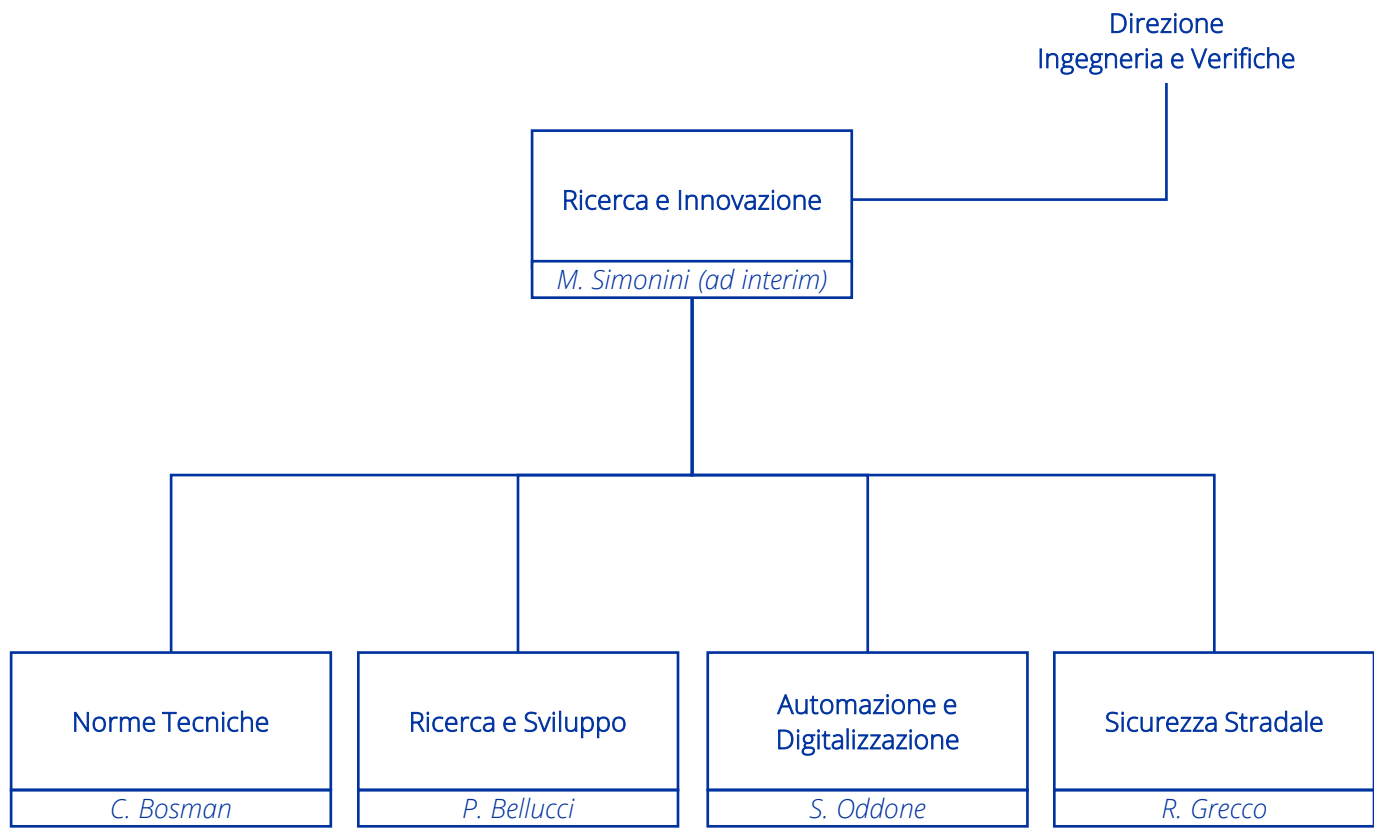 Direzione
Ingegneria e Verifiche
Ricerca e Innovazione
M. Simonini (ad interim)
Norme Tecniche
C. Bosman
Ricerca e Sviluppo
P. Bellucci
Automazione e
Digitalizzazione
S. Oddone
Sicurezza Stradale
R. Grecco